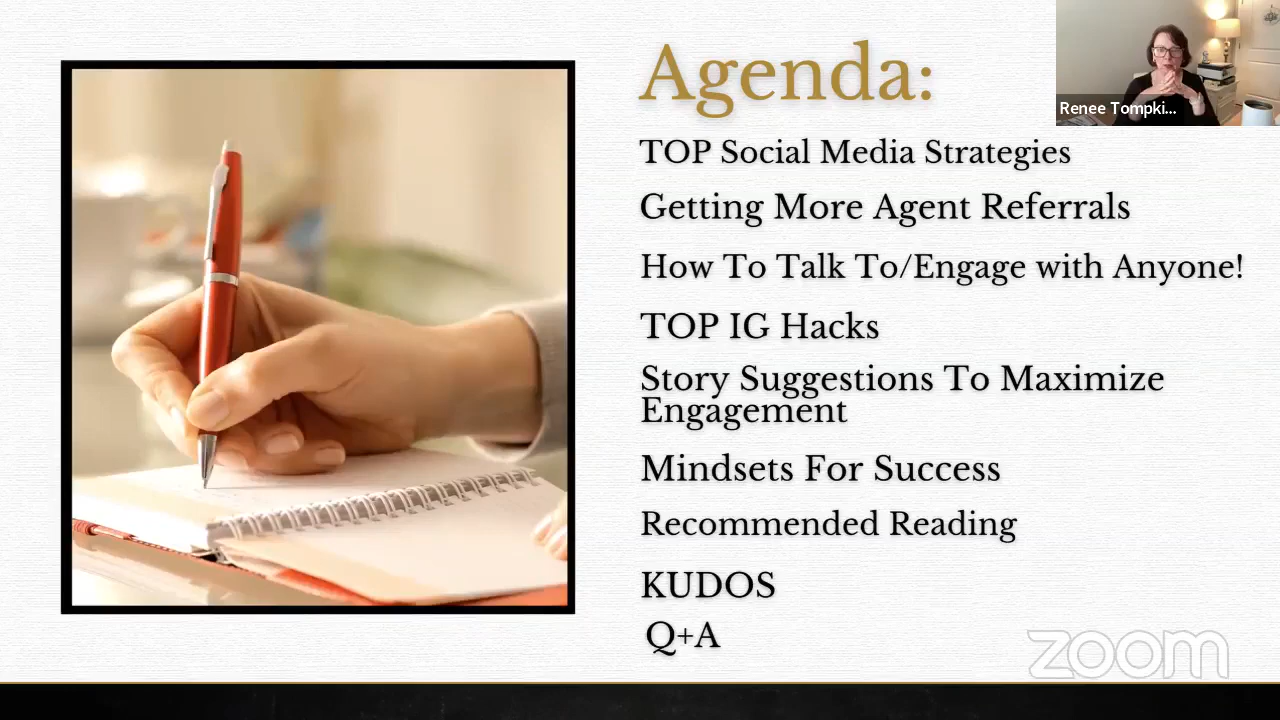 Agenda:
Renee Tompki...
TOP Social Media Strategies
Getting More Agent Referrals
How To Talk To/Engage with Anyone!
TOP IG Hacks
Story Suggestions To Maximize
Engagement
Mindsets For Success
Recommended Reading
KUDOS
Q+A
zoom